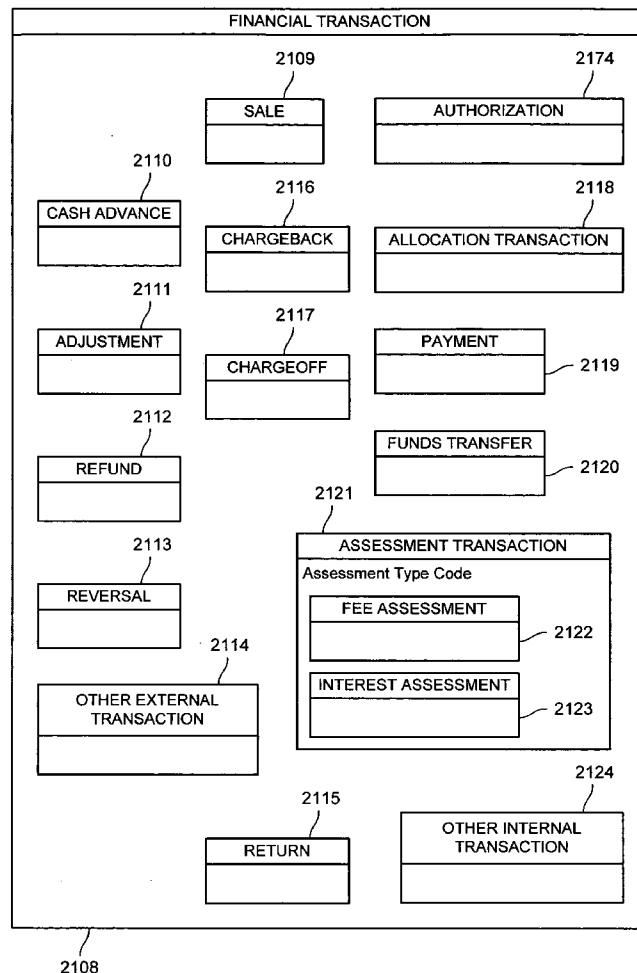 FINANCIAL TRANSACTION
2109
2174
SALE
AUTHORIZATION
2110
2116
2118
CASH ADVANCE
CHARGEBACK
ALLOCATION TRANSACTION
2111
2117
ADJUSTMENT
CHARGEOFF
PAYMENT
2119
2112
FUNDS TRANSFER
REFUND
2120
2121
2113
ASSESSMENT TRANSACTION
Assessment Type Code
REVERSAL
FEE ASSESSMENT
2122
2114
OTHER EXTERNAL
TRANSACTION
INTEREST ASSESSMENT
2123
2115
2124
RETURN
OTHER INTERNAL
TRANSACTION
2108